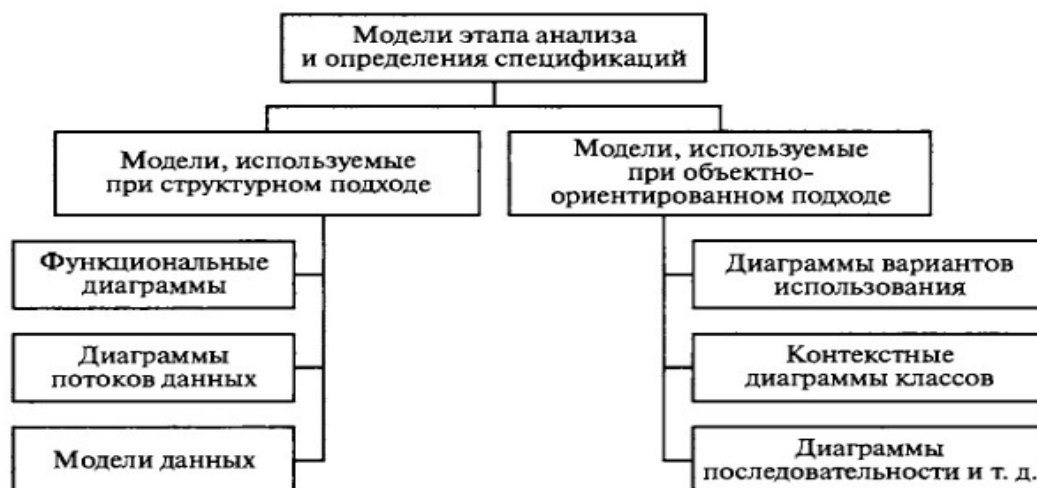 Модели этапа анализа
и определения спецификаций
Модели, используемые
при структурном подходе
Модели, используемые
при объектно-
ориентированном подходе
Функциональные
диаграммы
Диаграммы
потоков данных
Модели данных
Диаграммы вариантов
использования
Контекстные
диаграммы классов
Диаграммы
последовательности и т. д.